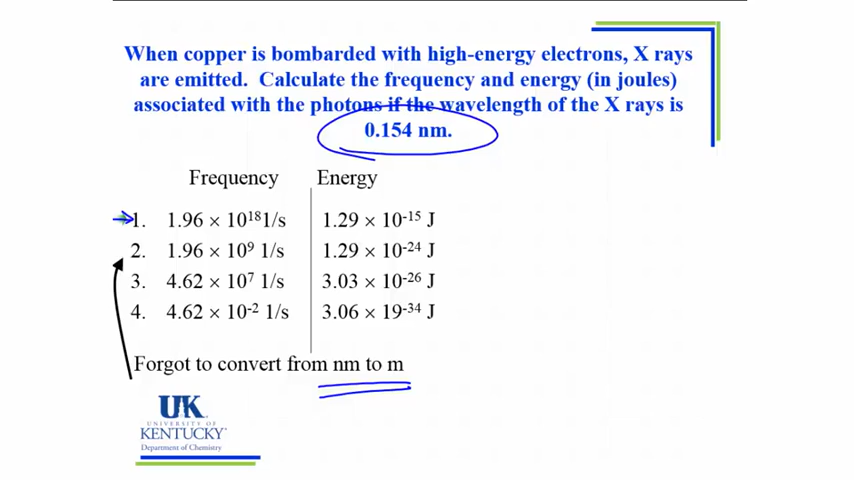 When copper is bombarded with high-energy electrons, X rays
are emitted. Calculate the frequency and energy (in joules)
associated with the photons if the wavelength of the X rays is
0.154 nm.
Frequency Energy
1. 1.96 × 10¹⁸1/s 1.29 × 10⁻¹⁵ J
2. 1.96 × 10⁹ 1/s 1.29 × 10⁻²⁴ J
3. 4.62 × 10⁷ 1/s 3.03 × 10⁻²⁶ J
4. 4.62 × 10⁻² 1/s 3.06 × 19⁻³⁴ J
Forgot to convert from nm to m
UK
UNIVERSITY OF
KENTUCKY
Department of Chemistry